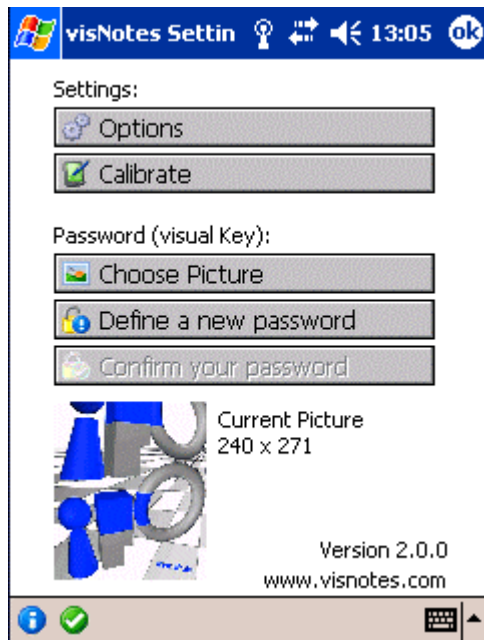 visNotes Settin 13:05 ok
Settings:
Options
Calibrate
Password (visual Key):
Choose Picture
Define a new password
Confirm your password
Current Picture
240 x 271
Version 2.0.0
www.visnotes.com